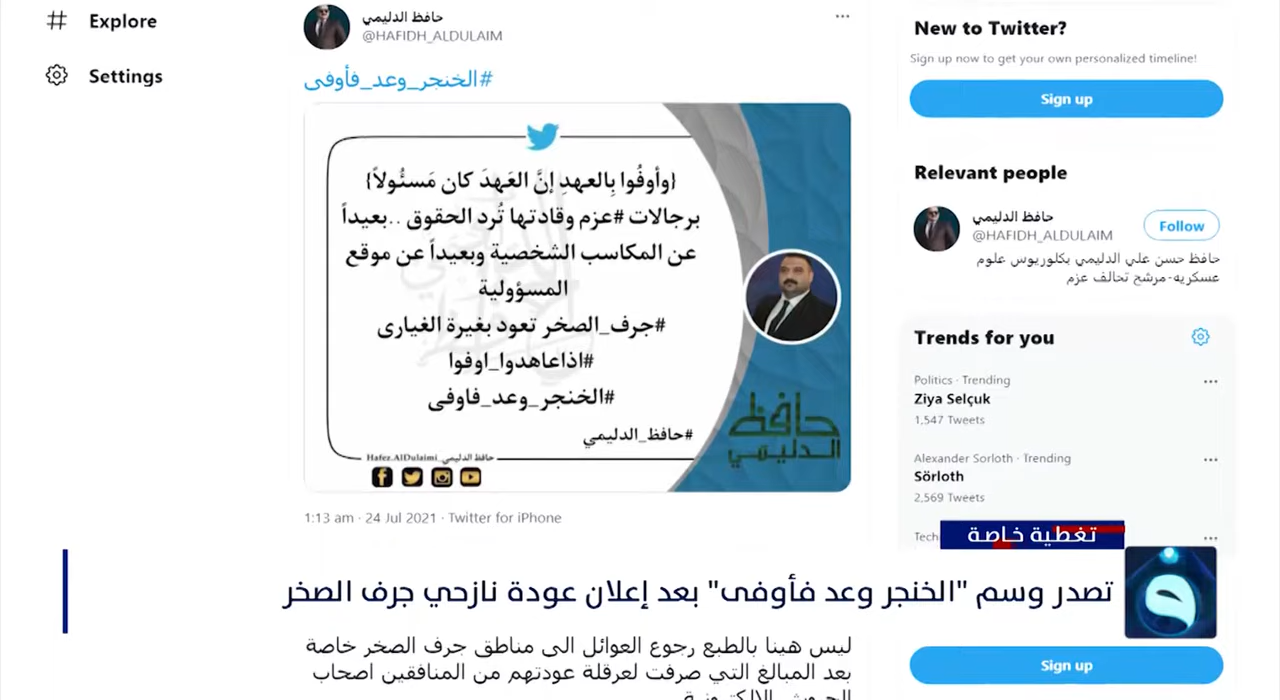 Explore
Settings
حافظ الدليمي
@HAFIDH_ALDULAIM
#الخنجر_وعد_فأوفى
{وأوفُوا بِالعهدِ إنَّ العَهدَ كان مَسئُولاً}
برجالات #عزم وقادتها تُرد الحقوق ..بعيداً
عن المكاسب الشخصية وبعيداً عن موقع
المسؤولية
#جرف_الصخر تعود بغيرة الغيارى
#اذاعاهدوا_اوفوا
#الخنجر_وعد_فاوفى
#حافظ_الدليمي
حافظ الدليمي Hafez.AlDulaimi
حافظ
الدليمي
1:13 am · 24 Jul 2021 · Twitter for iPhone
New to Twitter?
Sign up now to get your own personalized timeline!
Sign up
Relevant people
حافظ الدليمي
@HAFIDH_ALDULAIM
Follow
حافظ حسن علي الدليمي بكلوريوس علوم
عسكريه-مرشح تحالف عزم
Trends for you
Politics · Trending
Ziya Selçuk
1,547 Tweets
Alexander Sorloth · Trending
Sörloth
2,569 Tweets
تغطية خاصة
تصدر وسم "الخنجر وعد فأوفى" بعد إعلان عودة نازحي جرف الصخر
ليس هينا بالطبع رجوع العوائل الى مناطق جرف الصخر خاصة
بعد المبالغ التي صرفت لعرقلة عودتهم من المنافقين اصحاب
Sign up